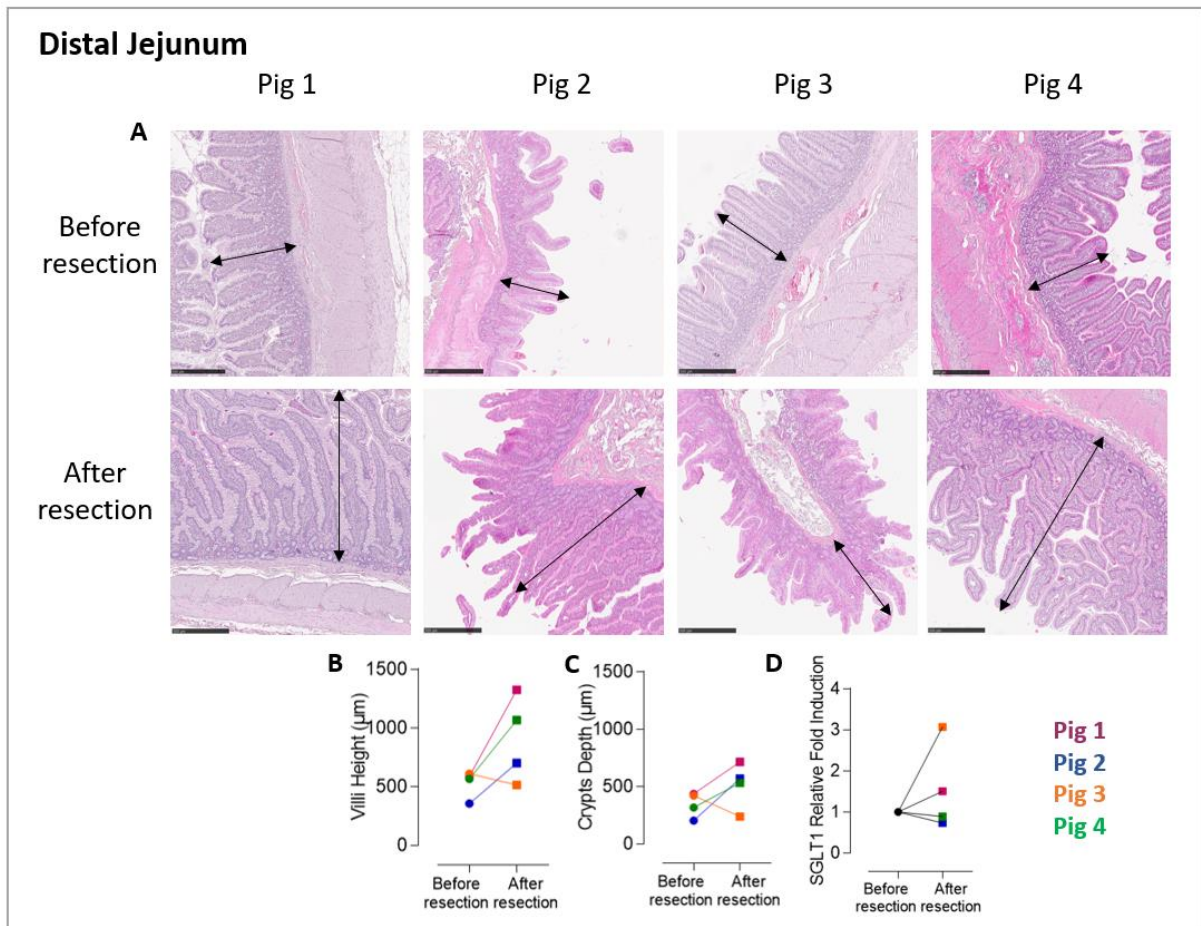 Distal Jejunum
Pig 1 Pig 2 Pig 3 Pig 4
A
Before
resection
After
resection
B
Villi Height (μm)
1500
1000
500
0
Before
resection
After
resection
C
Crypts Depth (μm)
1500
1000
500
0
Before
resection
After
resection
D
SGLT1 Relative Fold Induction
4
3
2
1
0
Before
resection
After
resection
Pig 1
Pig 2
Pig 3
Pig 4